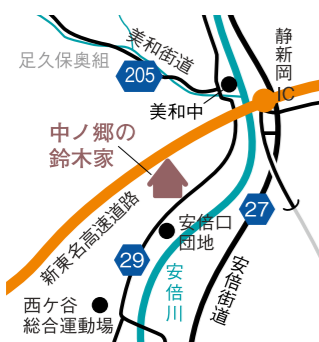 美和街道
足久保奥組
205
静新岡
IC
美和中
中ノ郷の
鈴木家
新東名高速道路
安倍口
団地
27
29
安倍川
安倍街道
西ケ谷
総合運動場